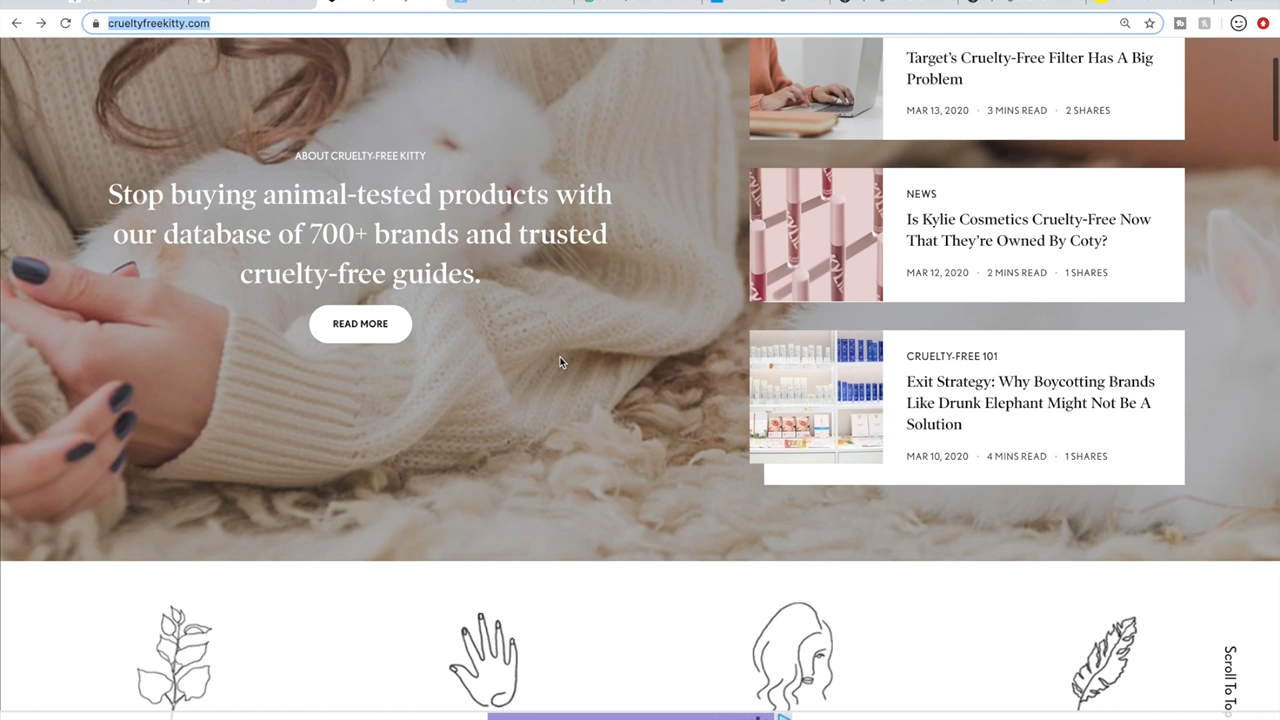 crueltyfreekitty.com
ABOUT CRUELTY-FREE KITTY
Stop buying animal-tested products with
our database of 700+ brands and trusted
cruelty-free guides.
READ MORE
Target's Cruelty-Free Filter Has A Big
Problem
MAR 13, 2020 · 3 MINS READ · 2 SHARES
NEWS
Is Kylie Cosmetics Cruelty-Free Now
That They're Owned By Coty?
MAR 12, 2020 · 2 MINS READ · 1 SHARES
CRUELTY-FREE 101
Exit Strategy: Why Boycotting Brands
Like Drunk Elephant Might Not Be A
Solution
MAR 10, 2020 · 4 MINS READ · 1 SHARES
Scroll To Top